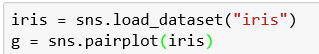 iris = sns.load_dataset("iris")
g = sns.pairplot(iris)